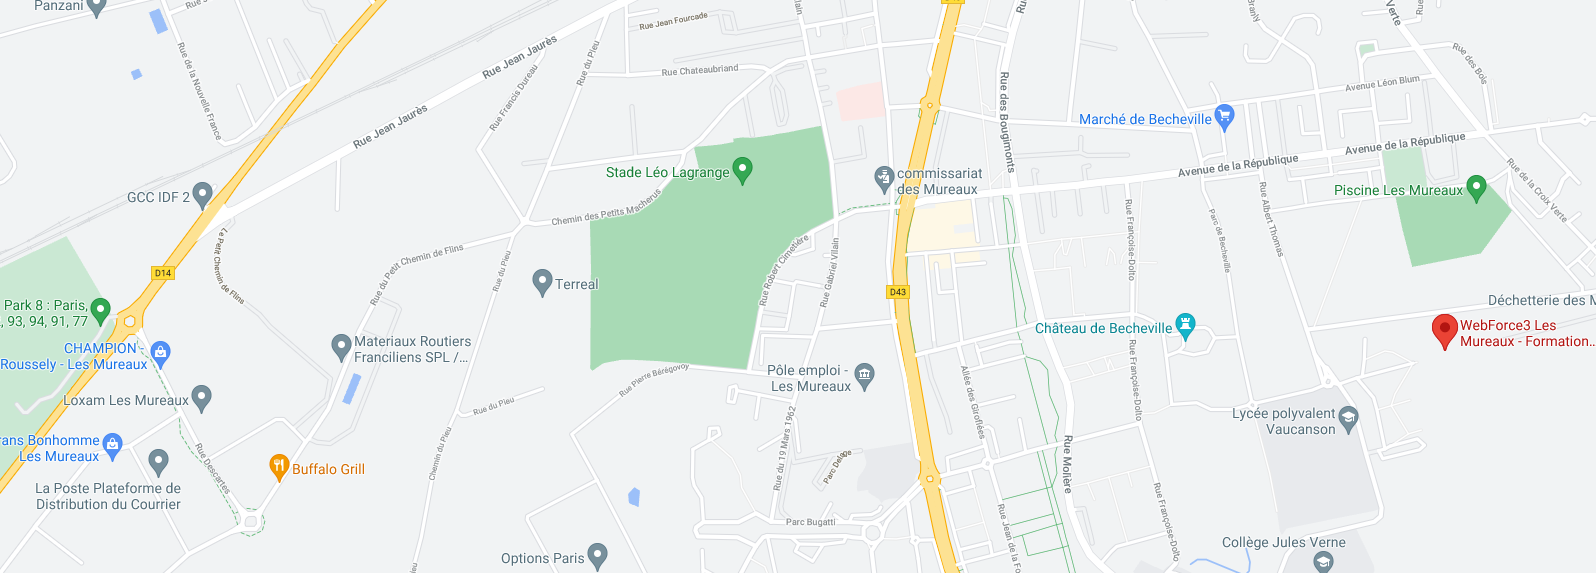 Panzani
Rue de la Nouvelle France
Rue Jean Jaurès
Rue Jean Jaurès
Rue Francis Dureau
Rue du Pleu
Rue Jean Fourcade
Rue Chateaubriand
Vilain
Rue des Bougimonts
Branly
Verte
Rue des Bois
Avenue Léon Blum
Marché de Becheville
Avenue de la République
Avenue de la République
Stade Léo Lagrange
commissariat
des Mureaux
Piscine Les Mureaux
Rue de la Croix Verte
GCC IDF 2
Chemin des Petits Macherus
Rue Françoise-Dolto
Parc de Becheville
Rue Albert Thomas
Le Petit Chemin de Flins
Rue du Petit Chemin de Flins
Rue du Pleu
Rue Robert Cimetière
Rue Gabriel Vilain
D14
Terreal
D43
Park 8 : Paris,
, 93, 94, 91, 77
Déchetterie des M
Château de Becheville
WebForce3 Les
Mureaux - Formation...
CHAMPION -
Roussely - Les Mureaux
Materiaux Routiers
Franciliens SPL /...
Rue Pierre Bérégovoy
Pôle emploi -
Les Mureaux
Allée des Giroflées
Rue Françoise-Dolto
Loxam Les Mureaux
Rue du Pleu
Lycée polyvalent
Vaucanson
rans Bonhomme
Les Mureaux
Rue Descartes
Chemin du Pleu
Rue du 19 Mars 1962
Rue Molière
Buffalo Grill
La Poste Plateforme de
Distribution du Courrier
Rue Françoise-Dolto
Parc Bugatti
Rue Jean de la Fo
Options Paris
Collège Jules Verne